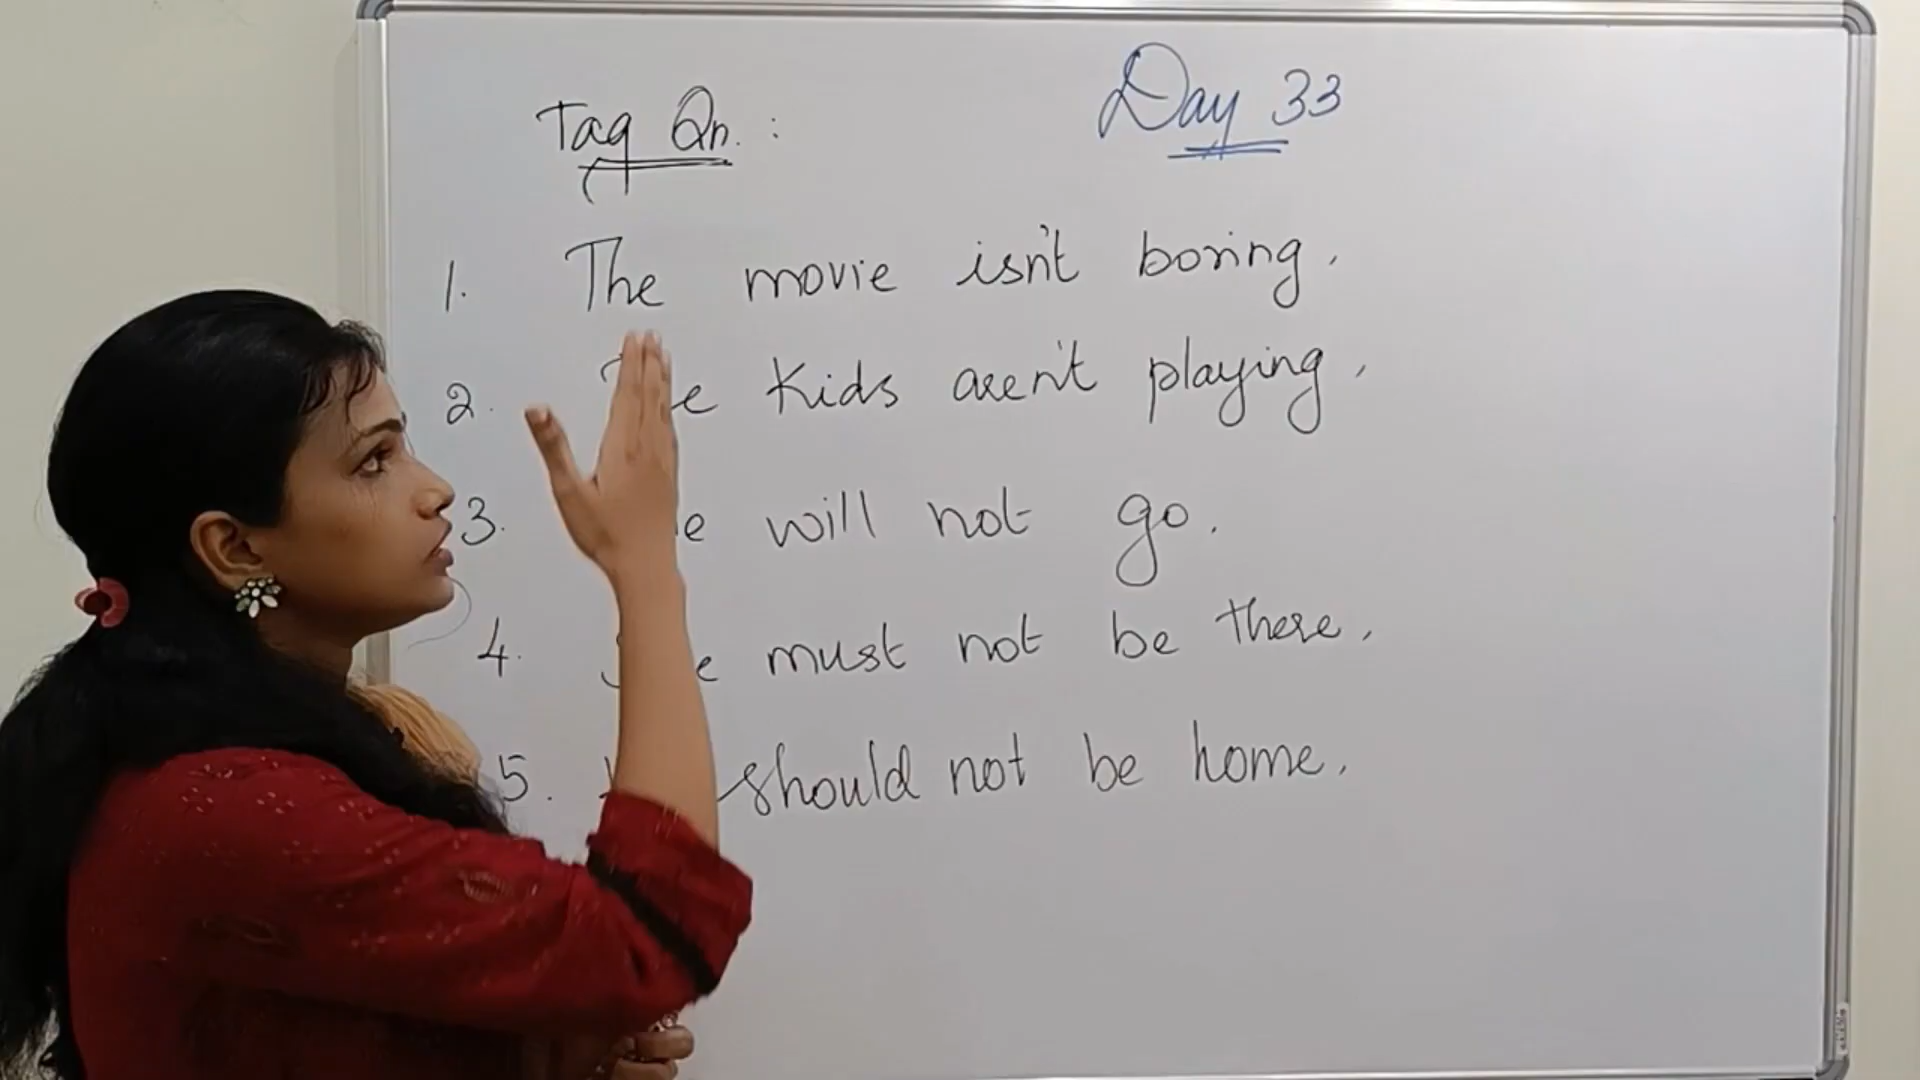 Day 33
Tag Qn. :
1. The movie isn't boring,
2. Kids aren't playing,
3. will not go.
4. must not be there,
5. should not be home,